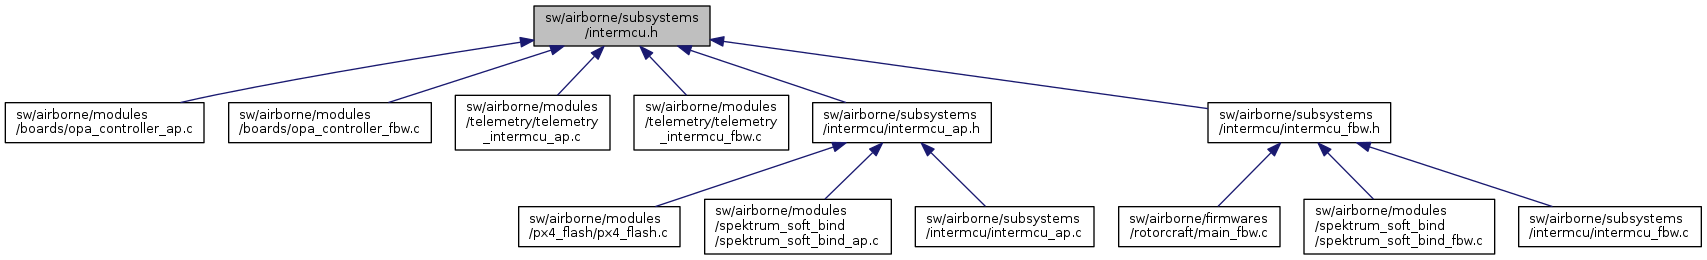 sw/airborne/subsystems
/intermcu.h
sw/airborne/modules
/boards/opa_controller_ap.c
sw/airborne/modules
/boards/opa_controller_fbw.c
sw/airborne/modules
/telemetry/telemetry
_intermcu_ap.c
sw/airborne/modules
/telemetry/telemetry
_intermcu_fbw.c
sw/airborne/subsystems
/intermcu/intermcu_ap.h
sw/airborne/subsystems
/intermcu/intermcu_fbw.h
sw/airborne/modules
/px4_flash/px4_flash.c
sw/airborne/modules
/spektrum_soft_bind
/spektrum_soft_bind_ap.c
sw/airborne/subsystems
/intermcu/intermcu_ap.c
sw/airborne/firmwares
/rotorcraft/main_fbw.c
sw/airborne/modules
/spektrum_soft_bind
/spektrum_soft_bind_fbw.c
sw/airborne/subsystems
/intermcu/intermcu_fbw.c